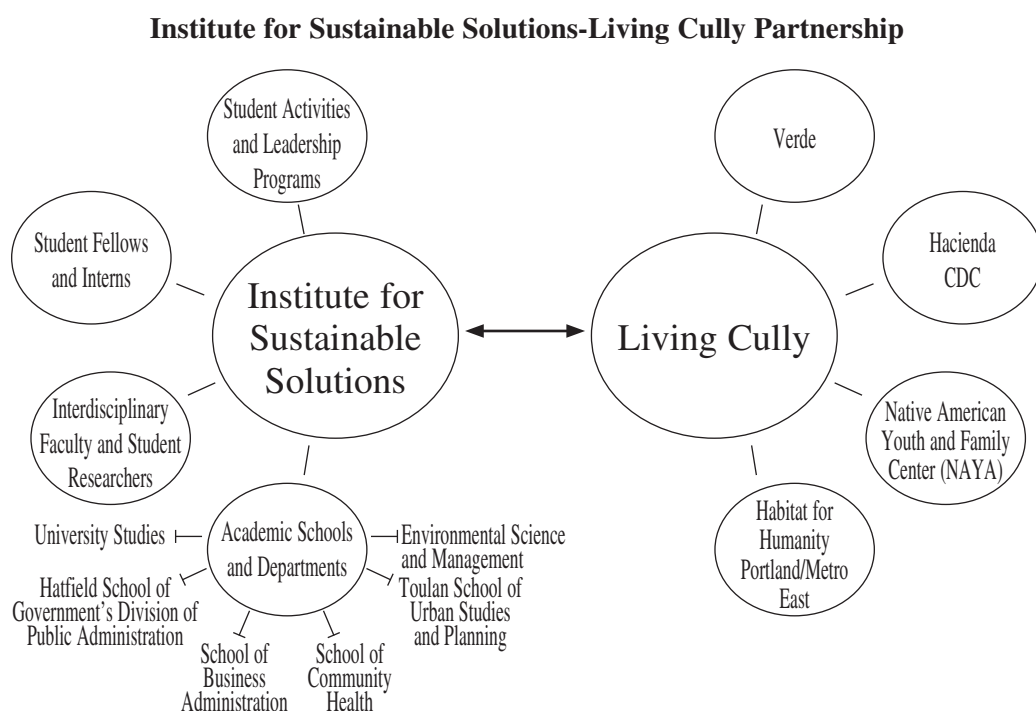 Institute for Sustainable Solutions-Living Cully Partnership
Student Activities
and Leadership
Programs
Student Fellows
and Interns
Institute for
Sustainable
Solutions
Interdisciplinary
Faculty and Student
Researchers
Academic Schools
and Departments
University Studies
Hatfield School of
Government’s Division of
Public Administration
School of
Business
Administration
School of
Community
Health
Environmental Science
and Management
Toulan School of
Urban Studies
and Planning
Living Cully
Verde
Hacienda
CDC
Native American
Youth and Family
Center (NAYA)
Habitat for
Humanity
Portland/Metro
East